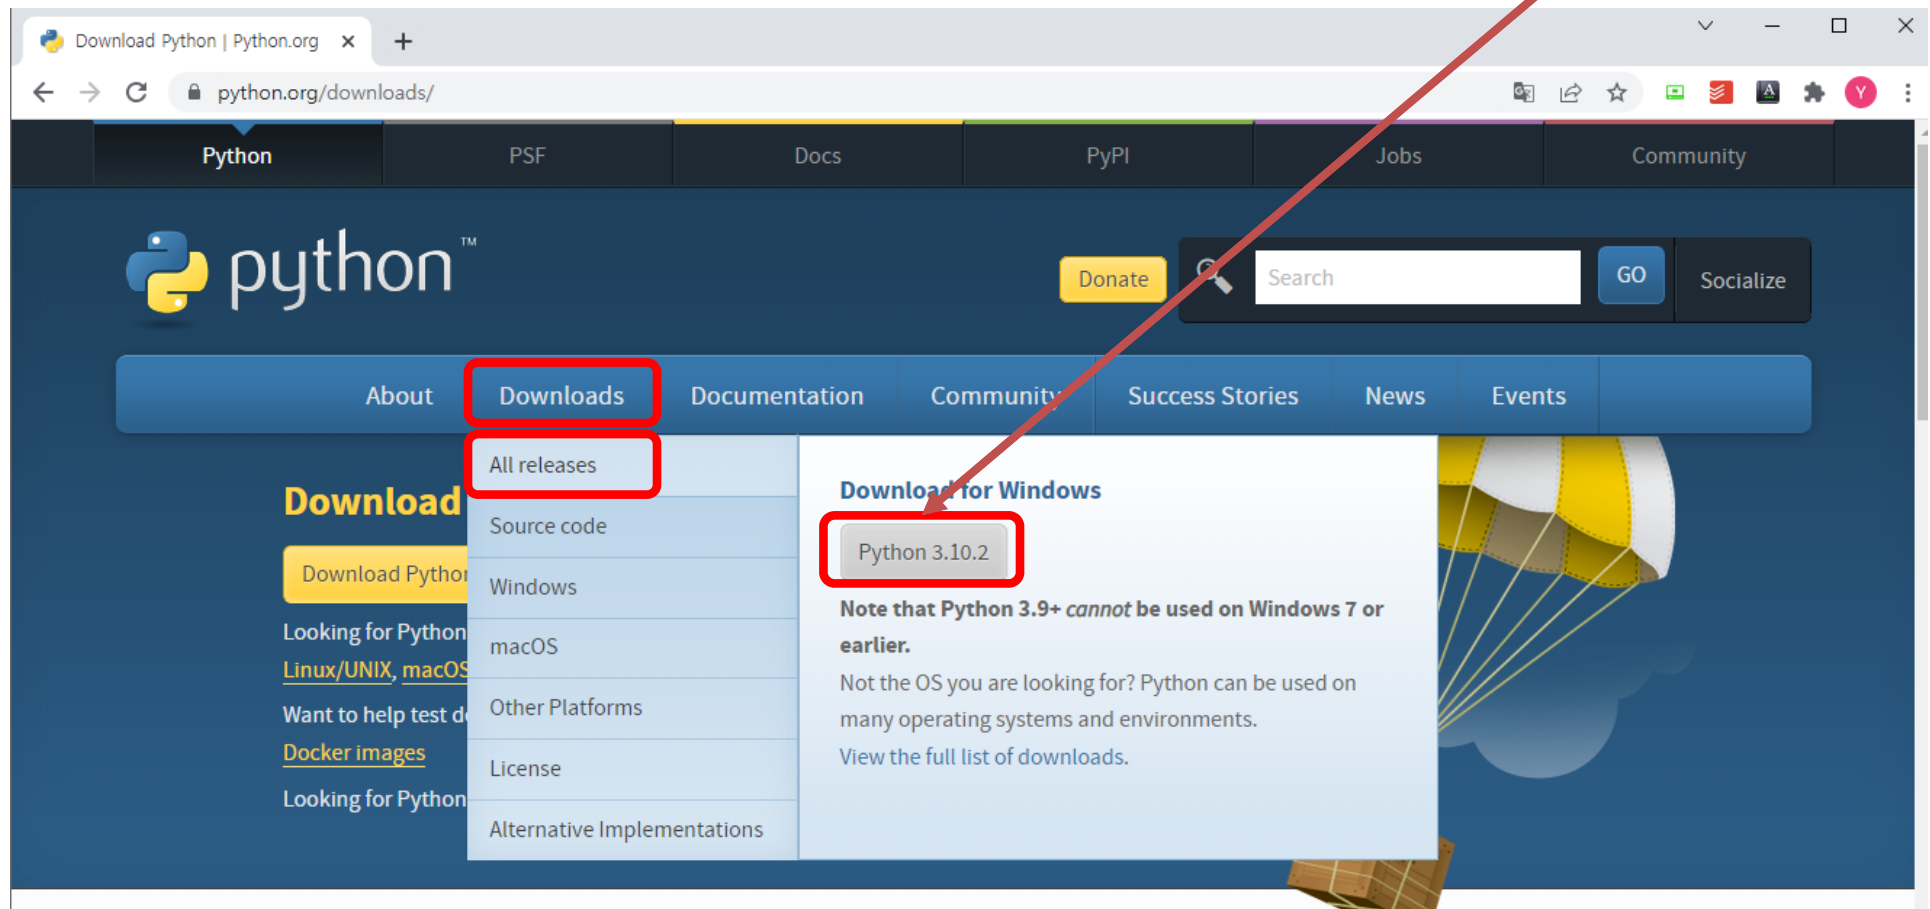 Download Python | Python.org
python.org/downloads/
Y
Python PSF Docs PyPI Jobs Community
python™
Donate Search GO Socialize
About Downloads Documentation Community Success Stories News Events
All releases
Source code
Windows
macOS
Other Platforms
License
Alternative Implementations
Download for Windows
Python 3.10.2
Note that Python 3.9+ cannot be used on Windows 7 or
earlier.
Not the OS you are looking for? Python can be used on
many operating systems and environments.
View the full list of downloads.
Download
Download
Looking for Python
Linux/UNIX, macOS
Want to help test
Docker images
Looking for Python